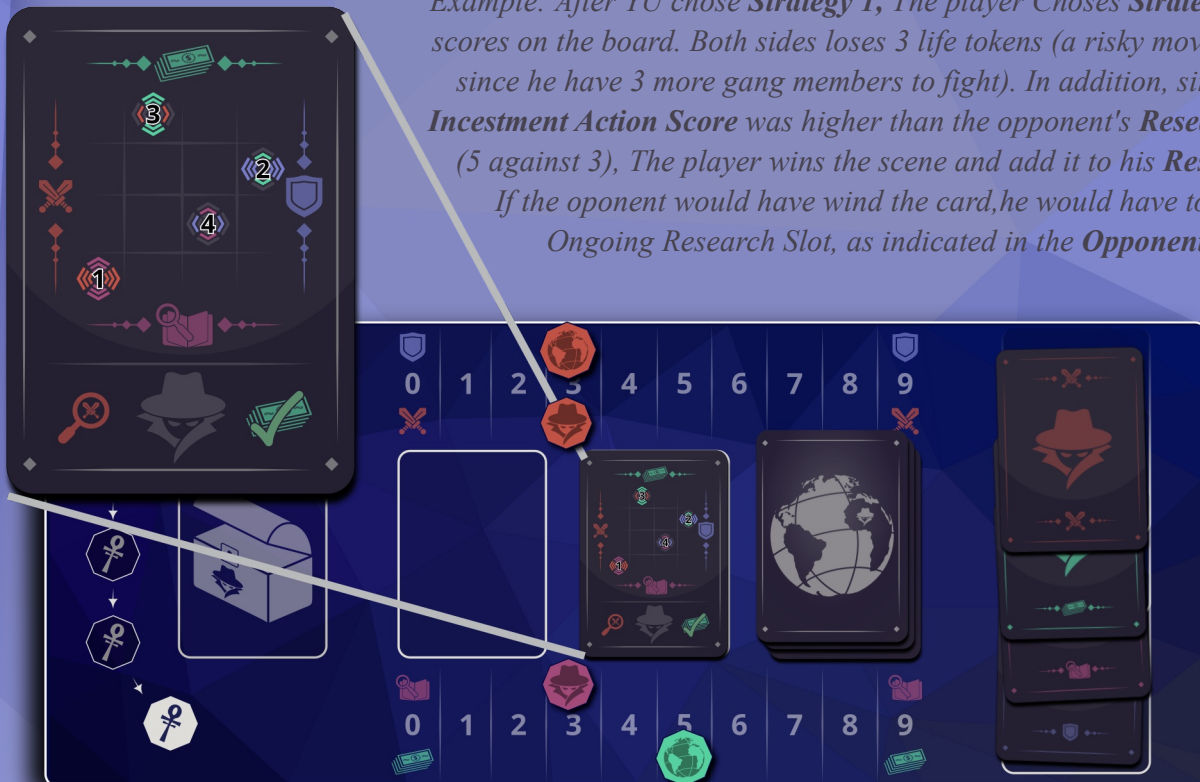 Example: After YU chose Strategy 1, The player Choses
scores on the board. Both sides loses 3 life tokens (a risky
since he have 3 more gang members to fight). In addition,
Incestment Action Score was higher than the opponent's
(5 against 3), The player wins the scene and add it to his
If the oponent would have wind the card,he would have to
Ongoing Research Slot, as indicated in the
3
2
4
1
0 1 2 3 4 5 6 7 8 9
3
2
4
1
0 1 2 3 4 5 6 7 8 9